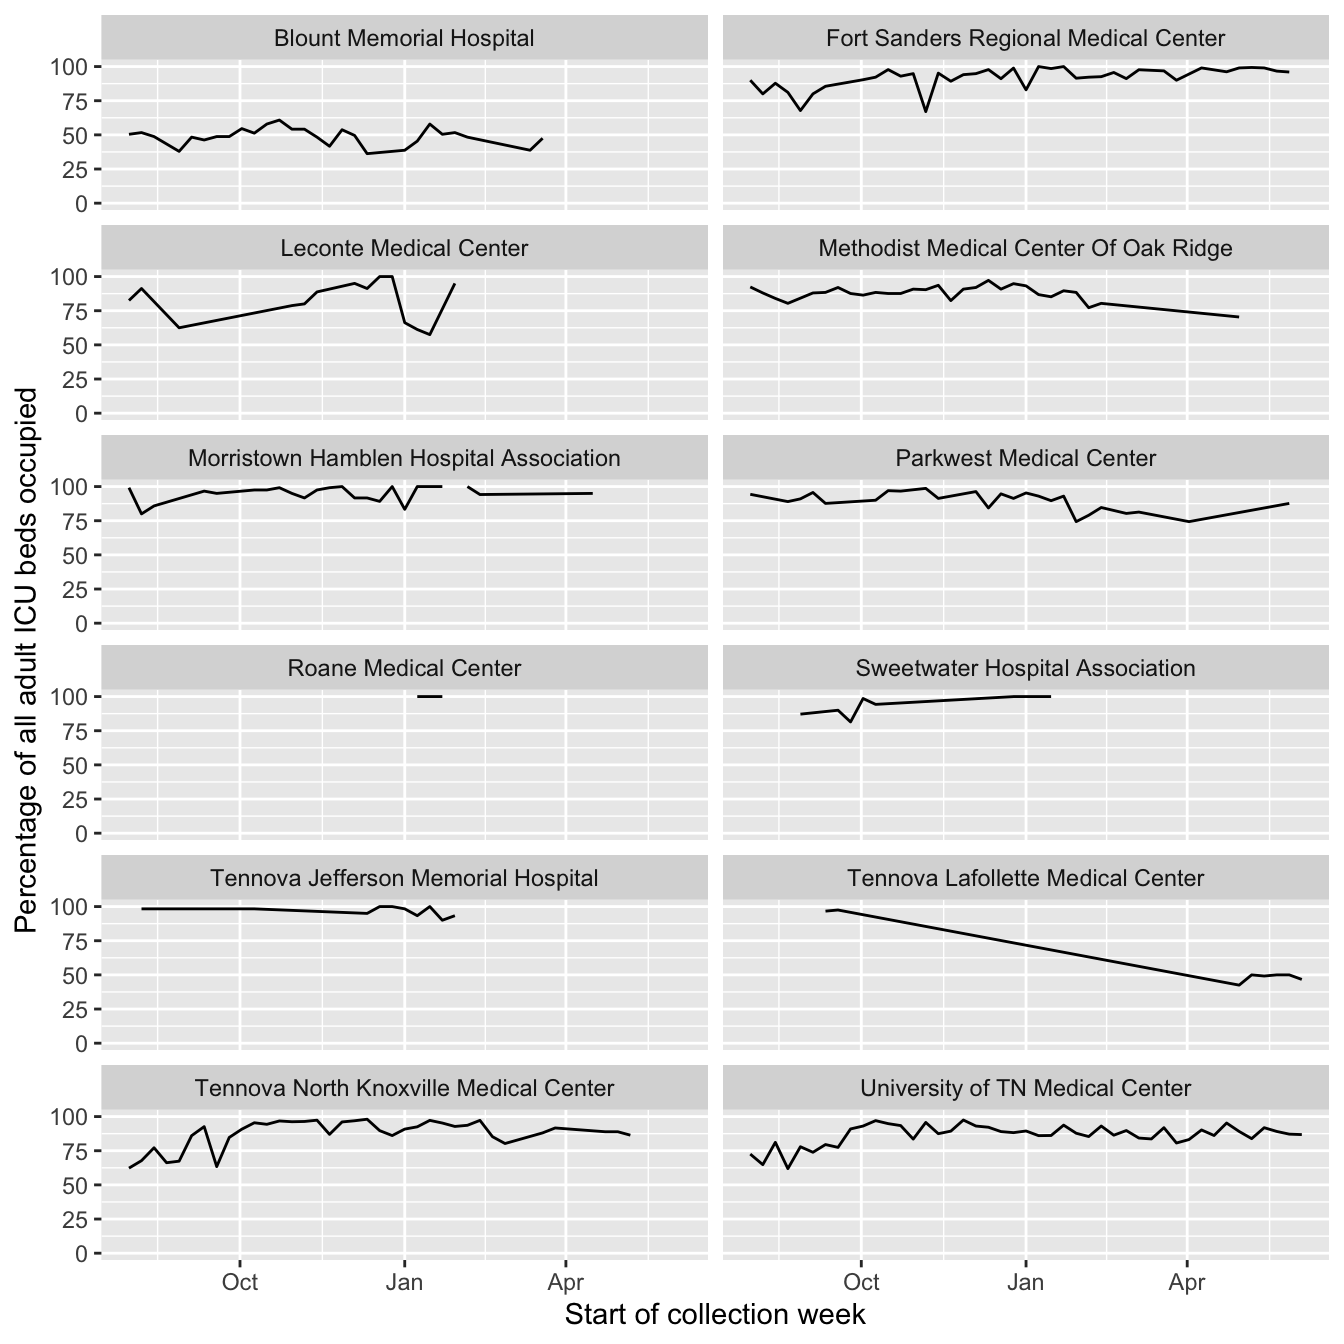 Blount Memorial Hospital
Fort Sanders Regional Medical Center
100
75
50
25
0
Leconte Medical Center
Methodist Medical Center Of Oak Ridge
100
75
50
25
0
Morristown Hamblen Hospital Association
Parkwest Medical Center
100
75
50
25
0
Roane Medical Center
Sweetwater Hospital Association
100
75
50
25
0
Tennova Jefferson Memorial Hospital
Tennova Lafollette Medical Center
100
75
50
25
0
Tennova North Knoxville Medical Center
University of TN Medical Center
100
75
50
25
0
Oct Jan Apr
Oct Jan Apr
Start of collection week
Percentage of all adult ICU beds occupied